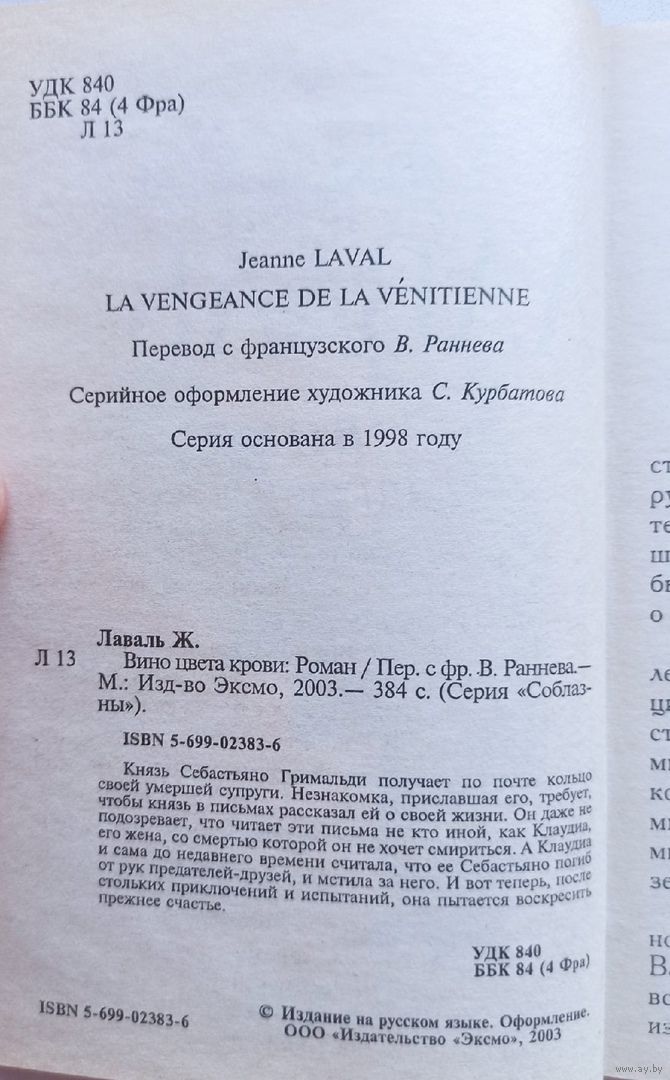 УДК 840
ББК 84 (4 Фра)
Л 13
Jeanne LAVAL
LA VENGEANCE DE LA VÉNITIENNE
Перевод с французского В. Раннева
Серийное оформление художника С. Курбатова
Серия основана в 1998 году
Лаваль Ж.
Л 13 Вино цвета крови: Роман / Пер. с фр. В. Раннева.—
М.: Изд-во Эксмо, 2003.— 384 с. (Серия «Соблаз-
ны»).
ISBN 5-699-02383-6
Князь Себастьяно Гримальди получает по почте кольцо
своей умершей супруги. Незнакомка, приславшая его, требует,
чтобы князь в письмах рассказал ей о своей жизни. Он даже не
подозревает, что читает эти письма не кто иной, как Клаудиа,
его жена, со смертью которой он не хочет смириться. А Клаудиа
и сама до недавнего времени считала, что ее Себастьяно погиб
от рук предателей-друзей, и мстила за него. И вот теперь, после
стольких приключений и испытаний, она пытается воскресить
прежнее счастье.
УДК 840
ББК 84 (4 Фра)
ISBN 5-699-02383-6
© Издание на русском языке. Оформление.
ООО «Издательство «Эксмо», 2003
www.ay.by